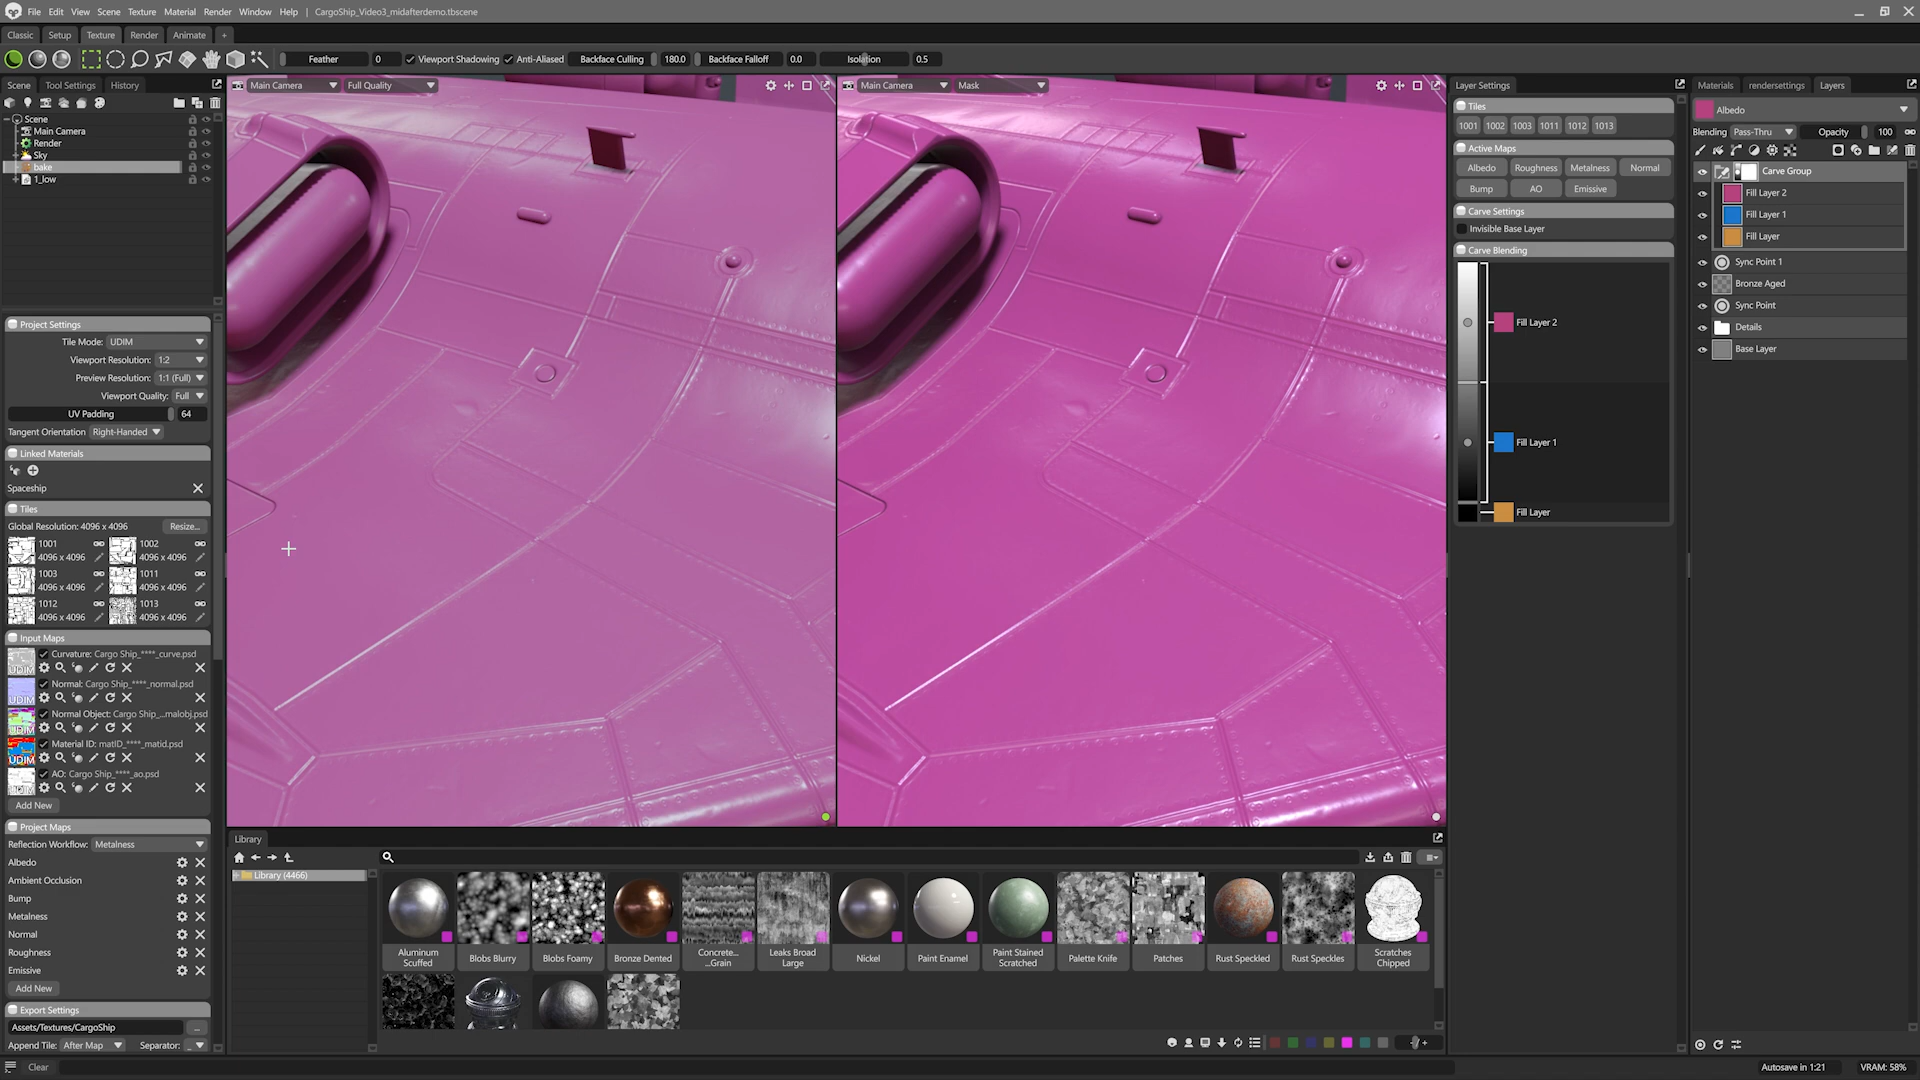 File Edit View Scene Texture Material Render Window Help | CargoShip_Video3_midafterdemo.tbscene
Classic Setup Texture Render Animate +
Feather 0 Viewport Shadowing Anti-Aliased Backface Culling 180.0 Backface Falloff 0.0 Isolation 0.5
Scene Tool Settings History
Scene
Main Camera
Render
Sky
bake
1_low
Project Settings
Tile Mode: UDIM
Viewport Resolution: 1:2
Preview Resolution: 1:1 (Full)
Viewport Quality: Full
UV Padding 64
Tangent Orientation Right-Handed
Linked Materials
Spaceship
Tiles
Global Resolution: 4096 x 4096 Resize...
1001 1002
4096 x 4096 4096 x 4096
1003 1011
4096 x 4096 4096 x 4096
1012 1013
4096 x 4096 4096 x 4096
Input Maps
Curvature: Cargo Ship_****_curve.psd
UDIM
Normal: Cargo Ship_****_normal.psd
UDIM
Normal Object: Cargo Ship_...malobj.psd
UDIM
Material ID: matID_****_matid.psd
UDIM
AO: Cargo Ship_****_ao.psd
UDIM
Add New
Project Maps
Reflection Workflow: Metalness
Albedo
Ambient Occlusion
Bump
Metalness
Normal
Roughness
Emissive
Add New
Export Settings
Assets/Textures/CargoShip ...
Append Tile: After Map Separator: _
Clear
Main Camera Full Quality
Main Camera Mask
Library
Library (4466)
Aluminum Scuffed
Blobs Blurry
Blobs Foamy
Bronze Dented
Concrete... ...Grain
Leaks Broad Large
Nickel
Paint Enamel
Paint Stained Scratched
Palette Knife
Patches
Rust Speckled
Rust Speckles
Scratches Chipped
Layer Settings
Tiles
1001 1002 1003 1011 1012 1013
Active Maps
Albedo Roughness Metalness Normal
Bump AO Emissive
Carve Settings
Invisible Base Layer
Carve Blending
Fill Layer 2
Fill Layer 1
Fill Layer
Materials rendersettings Layers
Albedo
Blending Pass-Thru Opacity 100
Carve Group
Fill Layer 2
Fill Layer 1
Fill Layer
Sync Point 1
Bronze Aged
Sync Point
Details
Base Layer
Autosave in 1:21 VRAM: 58%